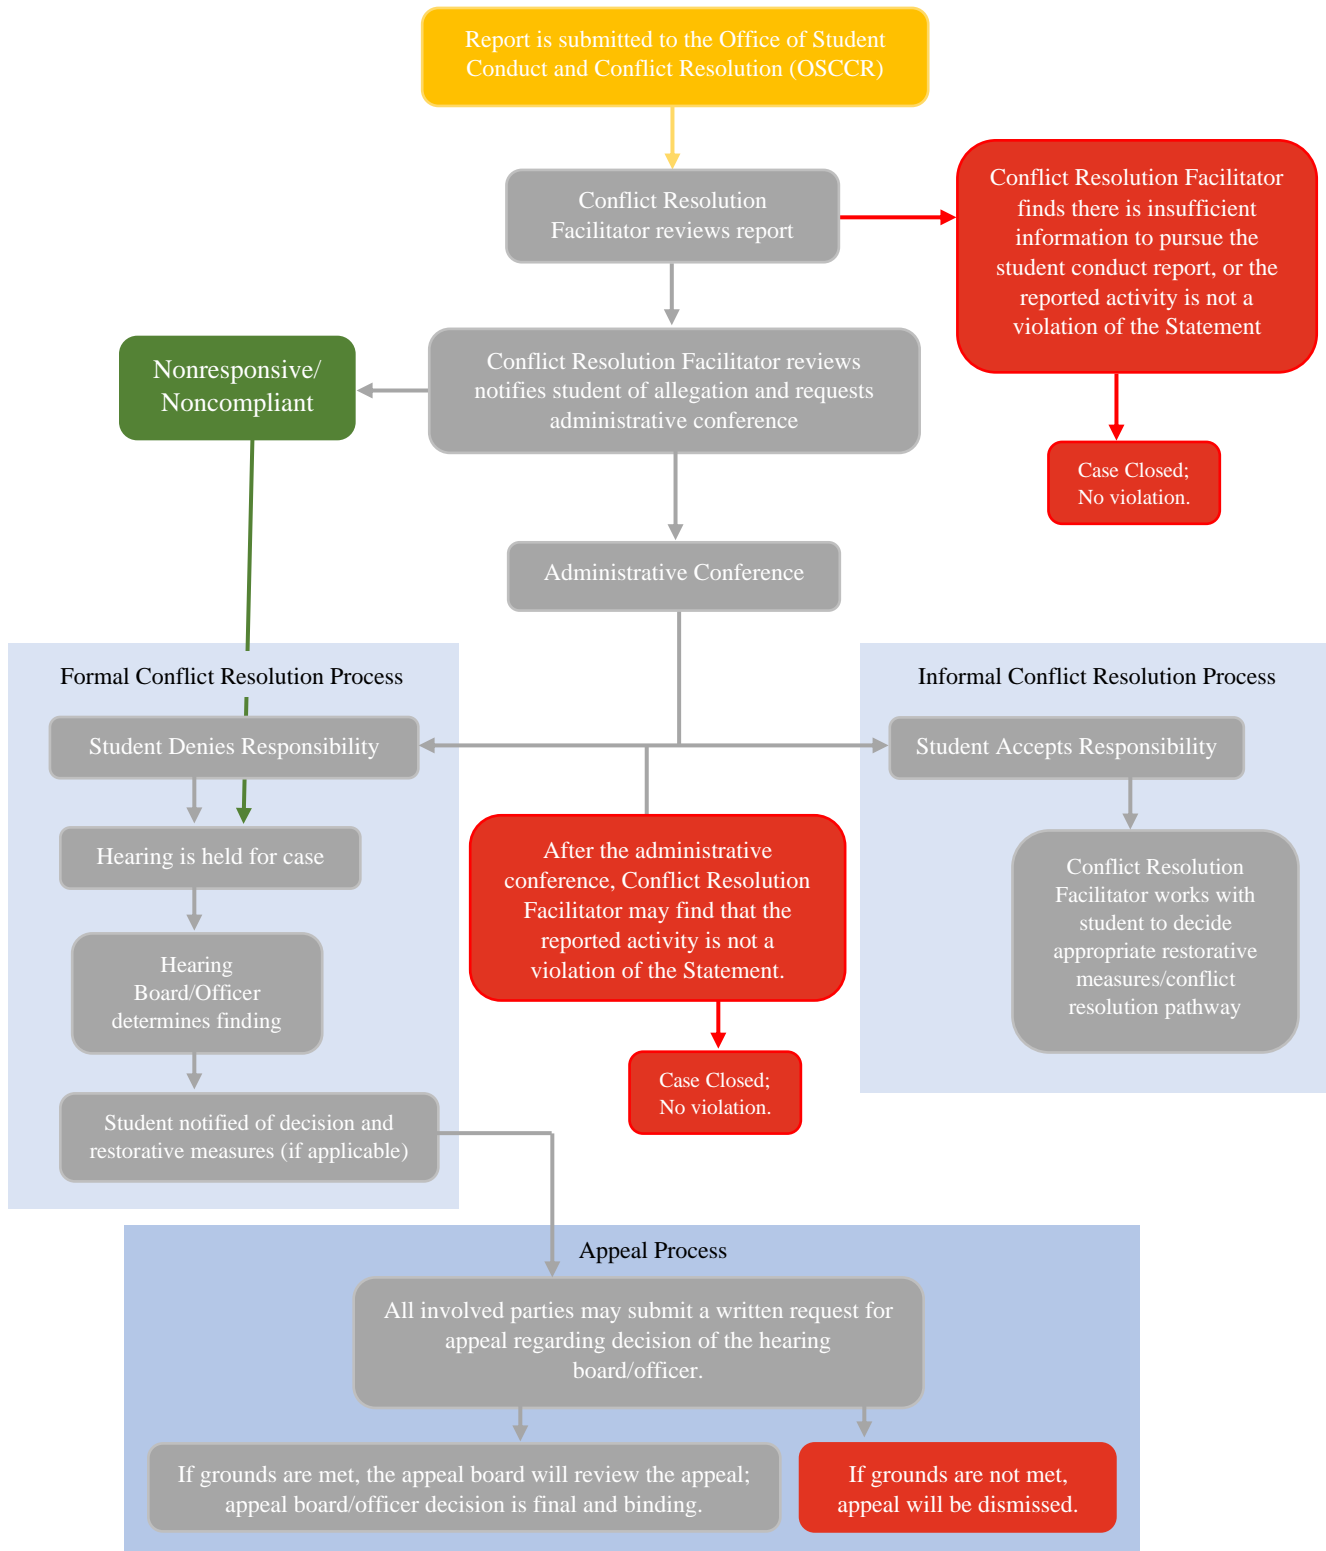 Report is submitted to the Office of Student
Conduct and Conflict Resolution (OSCCR)
Conflict Resolution
Facilitator reviews report
Conflict Resolution Facilitator
finds there is insufficient
information to pursue the
student conduct report, or the
reported activity is not a
violation of the Statement
Nonresponsive/
Noncompliant
Conflict Resolution Facilitator reviews
notifies student of allegation and requests
administrative conference
Case Closed;
No violation.
Administrative Conference
Formal Conflict Resolution Process
Informal Conflict Resolution Process
Student Denies Responsibility
Student Accepts Responsibility
Hearing is held for case
After the administrative
conference, Conflict Resolution
Facilitator may find that the
reported activity is not a
violation of the Statement.
Conflict Resolution
Facilitator works with
student to decide
appropriate restorative
measures/conflict
resolution pathway
Hearing
Board/Officer
determines finding
Case Closed;
No violation.
Student notified of decision and
restorative measures (if applicable)
Appeal Process
All involved parties may submit a written request for
appeal regarding decision of the hearing
board/officer.
If grounds are met, the appeal board will review the appeal;
appeal board/officer decision is final and binding.
If grounds are not met,
appeal will be dismissed.